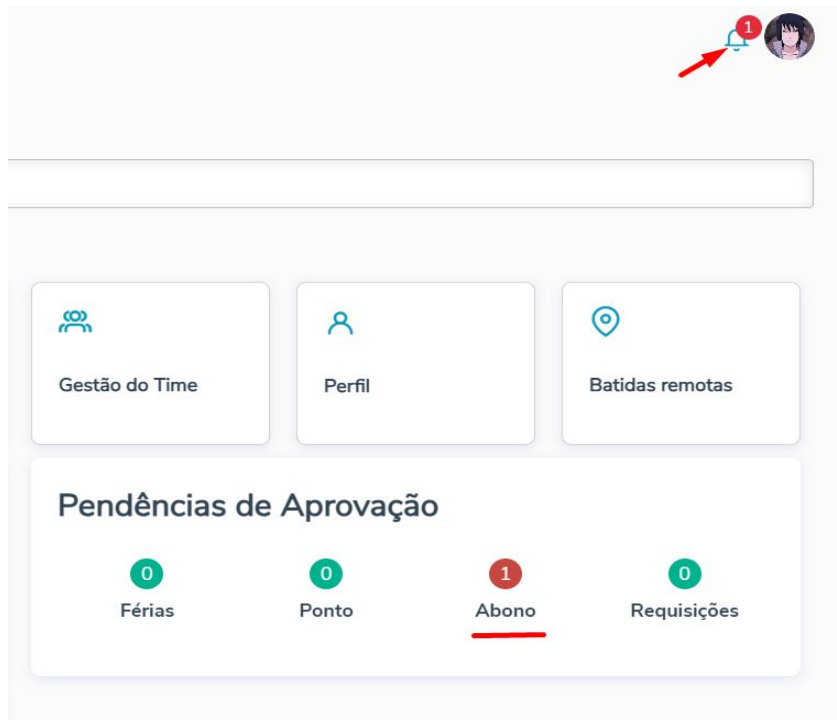 1
Gestão do Time
Perfil
Batidas remotas
Pendências de Aprovação
0 0 1 0
Férias Ponto Abono Requisições